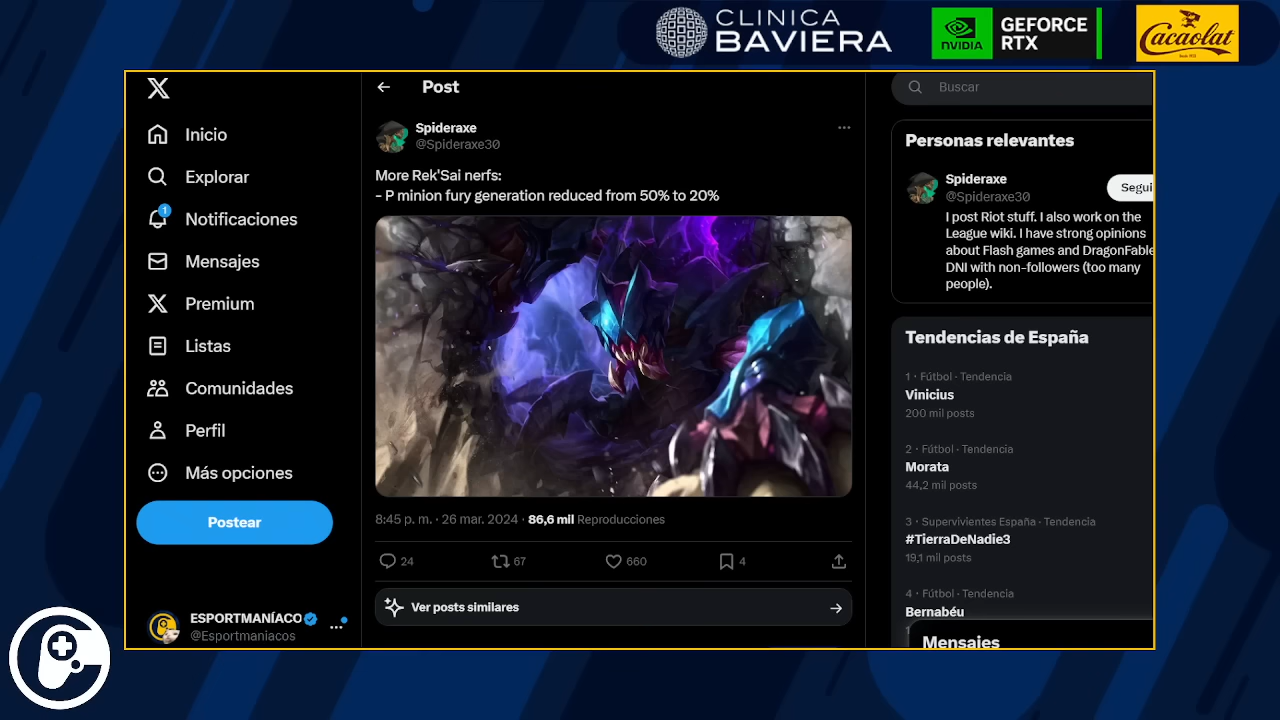 CLINICA
BAVIERA
NVIDIA
GEFORCE
RTX
Cacaolat
X
Post
Buscar
Inicio
Explorar
1
Notificaciones
Mensajes
Premium
Listas
Comunidades
Perfil
Más opciones
Postear
ESPORTMANÍACO
@Esportmaniacos
Spideraxe
@Spideraxe30
More Rek'Sai nerfs:
- P minion fury generation reduced from 50% to 20%
8:45 p. m. · 26 mar. 2024 · 86,6 mil Reproducciones
24
67
660
4
Ver posts similares
Personas relevantes
Spideraxe
@Spideraxe30
Segui
I post Riot stuff. I also work on the
League wiki. I have strong opinions
about Flash games and DragonFable
DNI with non-followers (too many
people).
Tendencias de España
1 · Fútbol · Tendencia
Vinicius
200 mil posts
2 · Fútbol · Tendencia
Morata
44,2 mil posts
3 · Supervivientes España · Tendencia
#TierraDeNadie3
19,1 mil posts
4 · Fútbol · Tendencia
Bernabéu
Mensajes